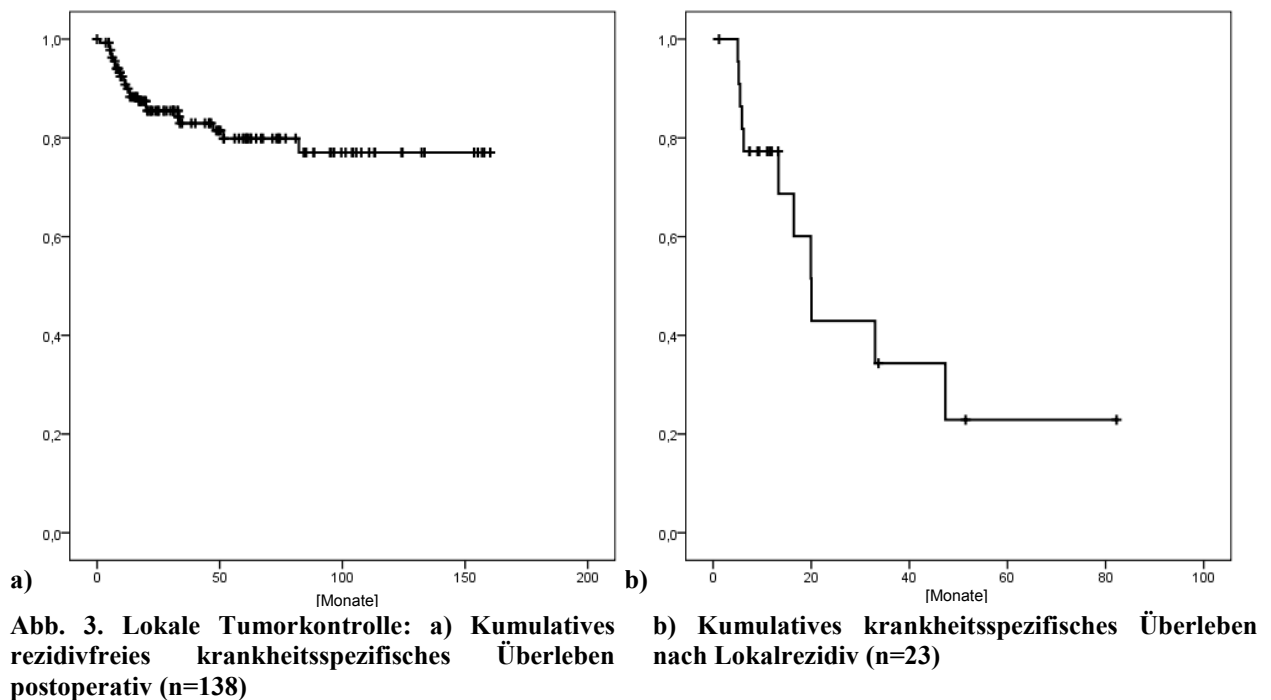 1,0
0,8
0,6
0,4
0,2
0,0
0 50 100 150 200
[Monate]
a)
1,0
0,8
0,6
0,4
0,2
0,0
0 20 40 60 80 100
[Monate]
b)
Abb. 3. Lokale Tumorkontrolle: a) Kumulatives
rezidivfreies krankheitsspezifisches Überleben
postoperativ (n=138)
b) Kumulatives krankheitsspezifisches Überleben
nach Lokalrezidiv (n=23)